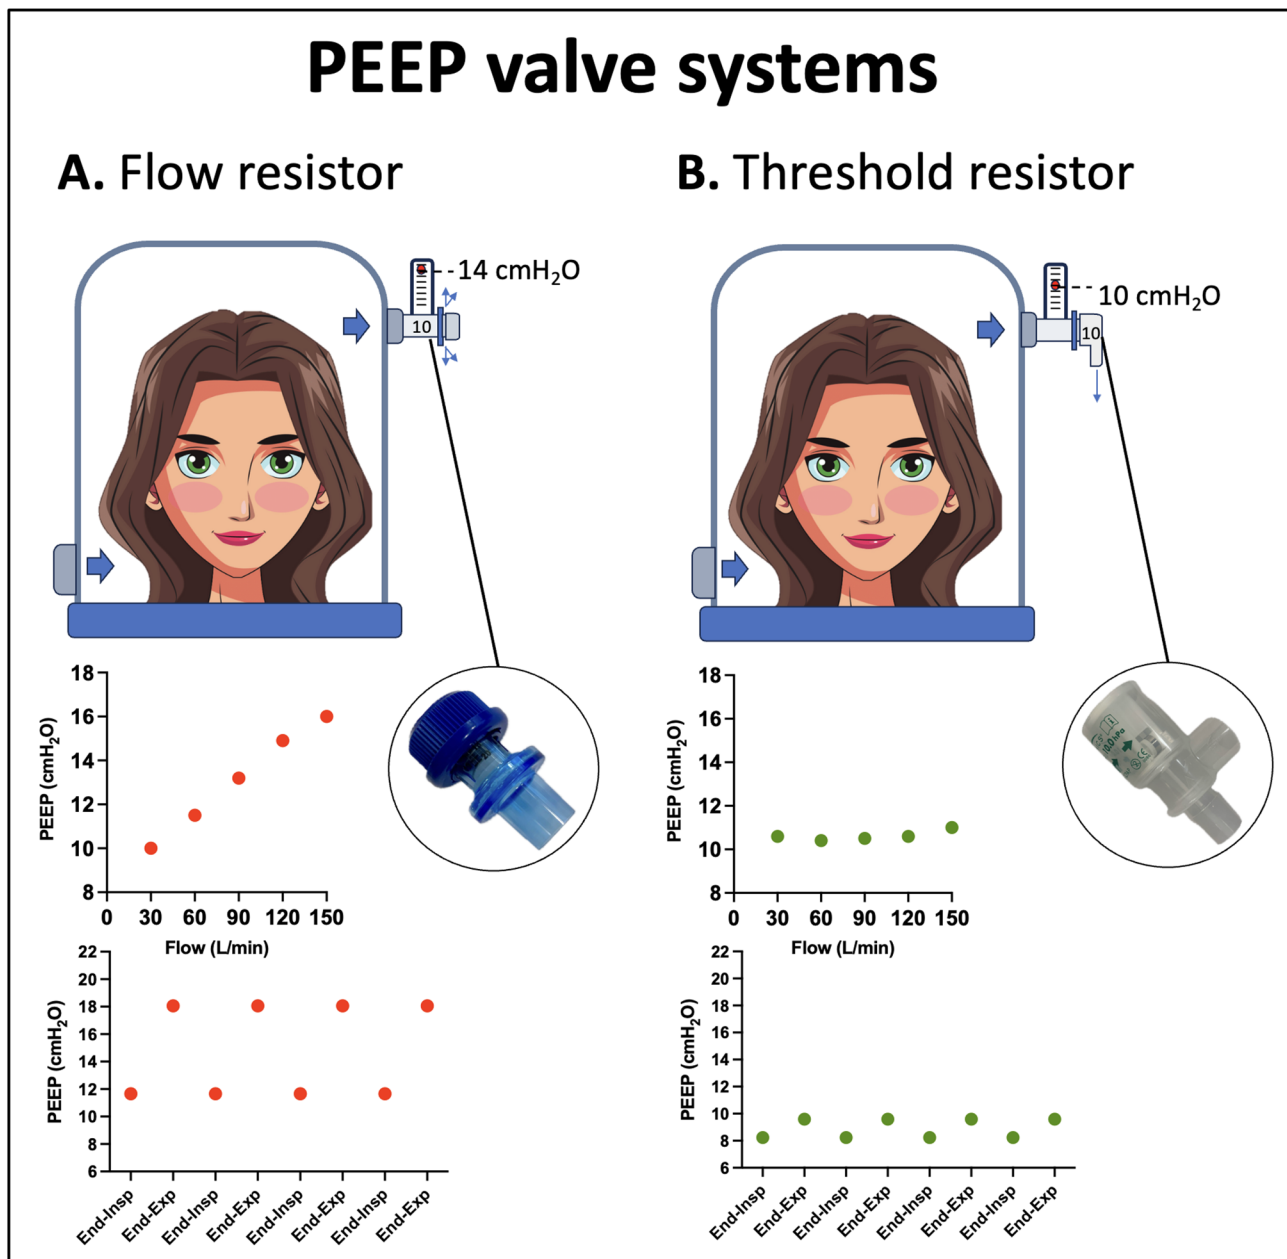 PEEP valve systems
A. Flow resistor
14 cmH₂O
10
18
16
14
12
10
8
PEEP (cmH₂O)
0 30 60 90 120 150
Flow (L/min)
22
20
18
16
14
12
10
8
6
PEEP (cmH₂O)
End-Insp
End-Exp
End-Insp
End-Exp
End-Insp
End-Exp
End-Insp
End-Exp
B. Threshold resistor
10 cmH₂O
10
18
16
14
12
10
8
PEEP (cmH₂O)
0 30 60 90 120 150
Flow (L/min)
10.0 hPa
22
20
18
16
14
12
10
8
6
PEEP (cmH₂O)
End-Insp
End-Exp
End-Insp
End-Exp
End-Insp
End-Exp
End-Insp
End-Exp